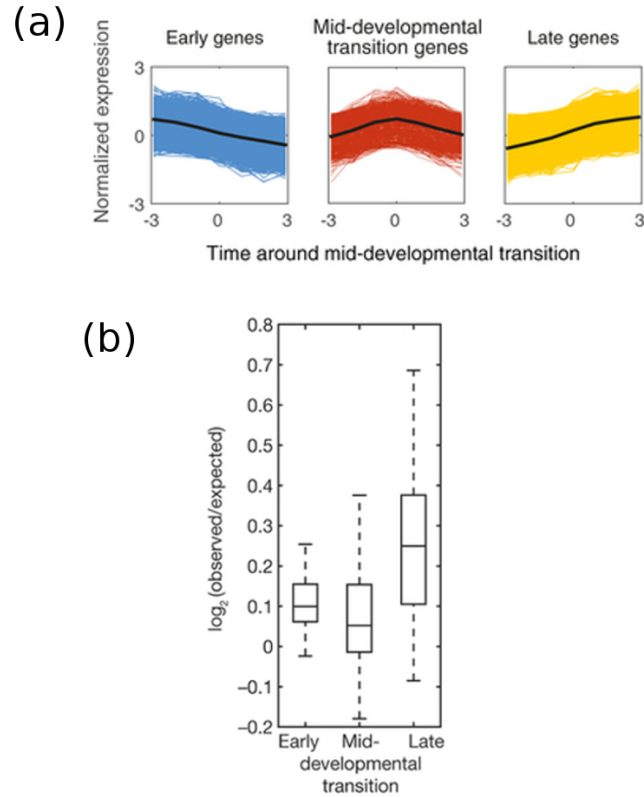 (a)
Early genes
Mid-developmental
transition genes
Late genes
Normalized expression
3
0
-3
-3 0 3
-3 0 3
-3 0 3
Time around mid-developmental transition
(b)
log2 (observed/expected)
0.8
0.7
0.6
0.5
0.4
0.3
0.2
0.1
0
–0.1
–0.2
Early Mid- Late
developmental
transition